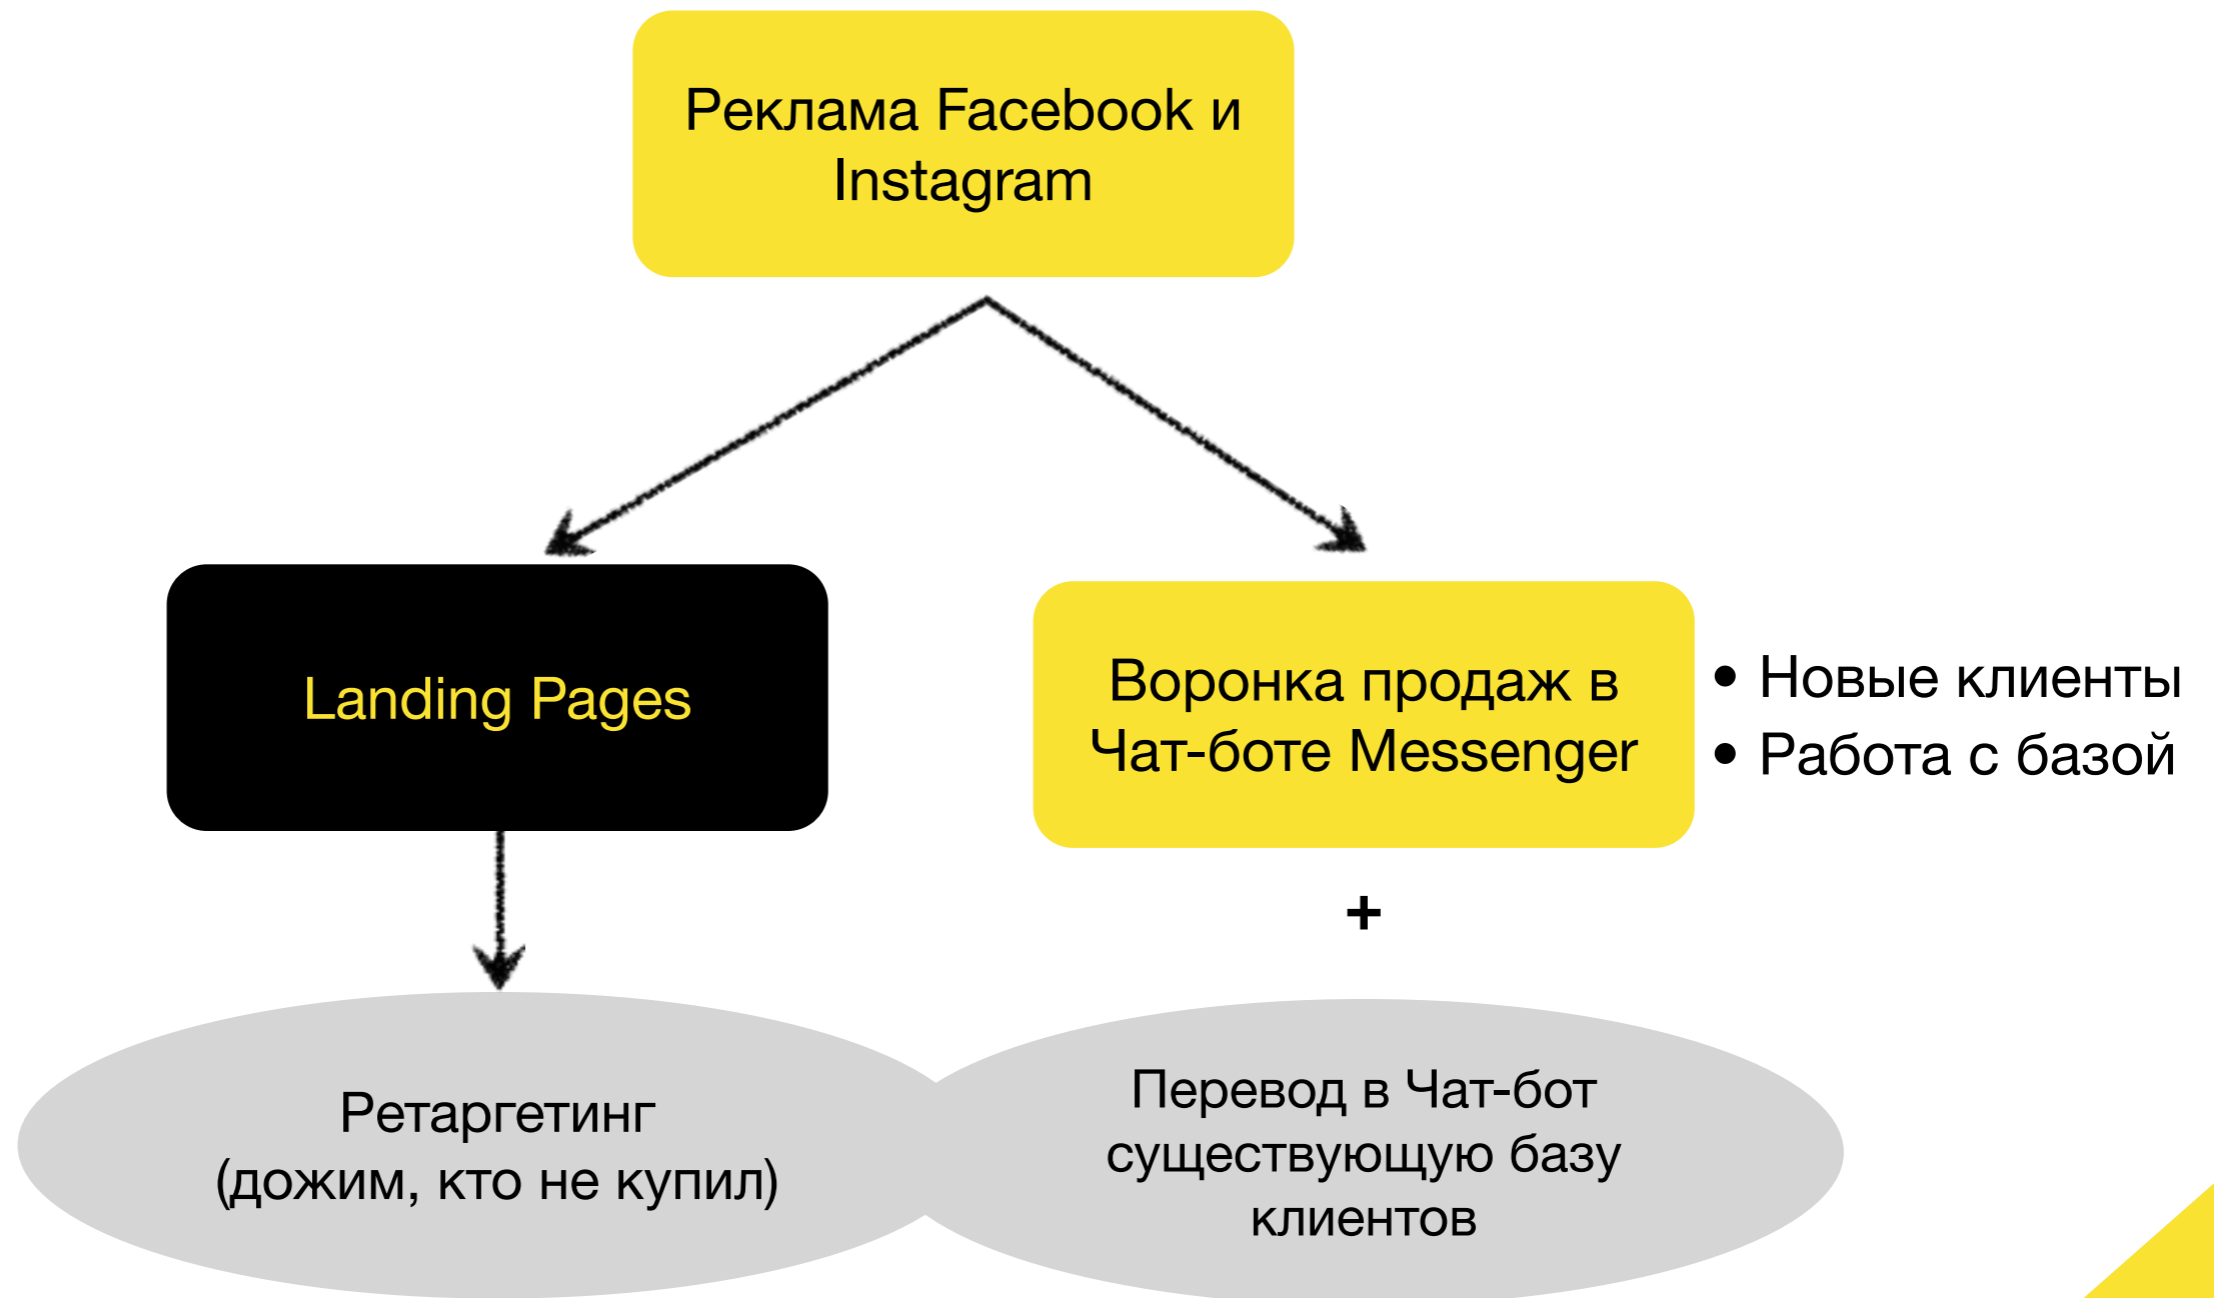 Реклама Facebook и
Instagram
Landing Pages
Воронка продаж в
Чат-боте Messenger
• Новые клиенты
• Работа с базой
+
Ретаргетинг
(дожим, кто не купил)
Перевод в Чат-бот
существующую базу
клиентов